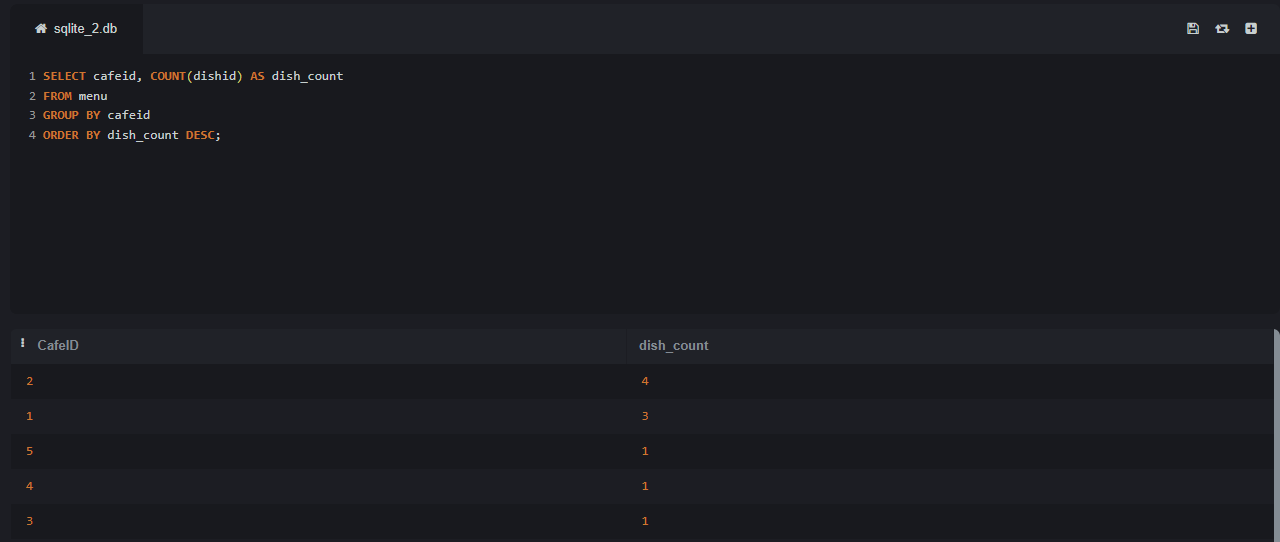 sqlite_2.db
1 SELECT cafeid, COUNT(dishid) AS dish_count
2 FROM menu
3 GROUP BY cafeid
4 ORDER BY dish_count DESC;
CafeID dish_count
2 4
1 3
5 1
4 1
3 1